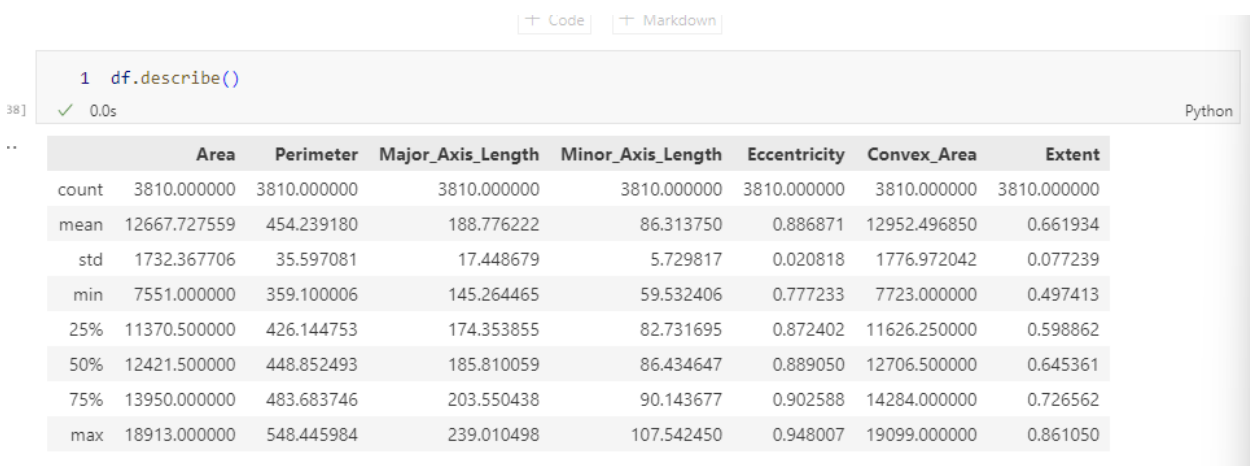 + Code + Markdown
1 df.describe()
38] ✓ 0.0s Python
..
Area Perimeter Major_Axis_Length Minor_Axis_Length Eccentricity Convex_Area Extent
count 3810.000000 3810.000000 3810.000000 3810.000000 3810.000000 3810.000000 3810.000000
mean 12667.727559 454.239180 188.776222 86.313750 0.886871 12952.496850 0.661934
std 1732.367706 35.597081 17.448679 5.729817 0.020818 1776.972042 0.077239
min 7551.000000 359.100006 145.264465 59.532406 0.777233 7723.000000 0.497413
25% 11370.500000 426.144753 174.353855 82.731695 0.872402 11626.250000 0.598862
50% 12421.500000 448.852493 185.810059 86.434647 0.889050 12706.500000 0.645361
75% 13950.000000 483.683746 203.550438 90.143677 0.902588 14284.000000 0.726562
max 18913.000000 548.445984 239.010498 107.542450 0.948007 19099.000000 0.861050